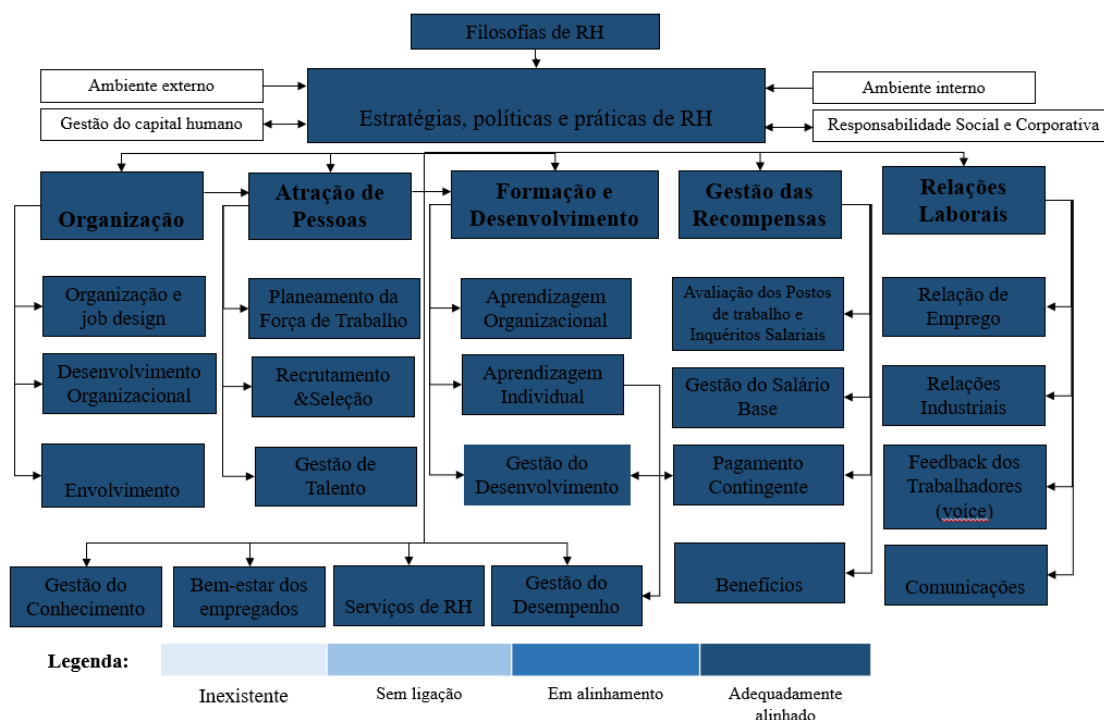 Filosofias de RH
Ambiente externo
Ambiente interno
Estratégias, políticas e práticas de RH
Gestão do capital humano
Responsabilidade Social e Corporativa
Organização
Atração de
Pessoas
Formação e
Desenvolvimento
Gestão das
Recompensas
Relações
Laborais
Organização e
job design
Planeamento da
Força de Trabalho
Aprendizagem
Organizacional
Avaliação dos Postos
de trabalho e
Inquéritos Salariais
Relação de
Emprego
Desenvolvimento
Organizacional
Recrutamento
&Seleção
Aprendizagem
Individual
Gestão do Salário
Base
Relações
Industriais
Envolvimento
Gestão de
Talento
Gestão do
Desenvolvimento
Pagamento
Contingente
Feedback dos
Trabalhadores
(voice)
Gestão do
Conhecimento
Bem-estar dos
empregados
Serviços de RH
Gestão do
Desempenho
Benefícios
Comunicações
Legenda:
Inexistente
Sem ligação
Em alinhamento
Adequadamente
alinhado